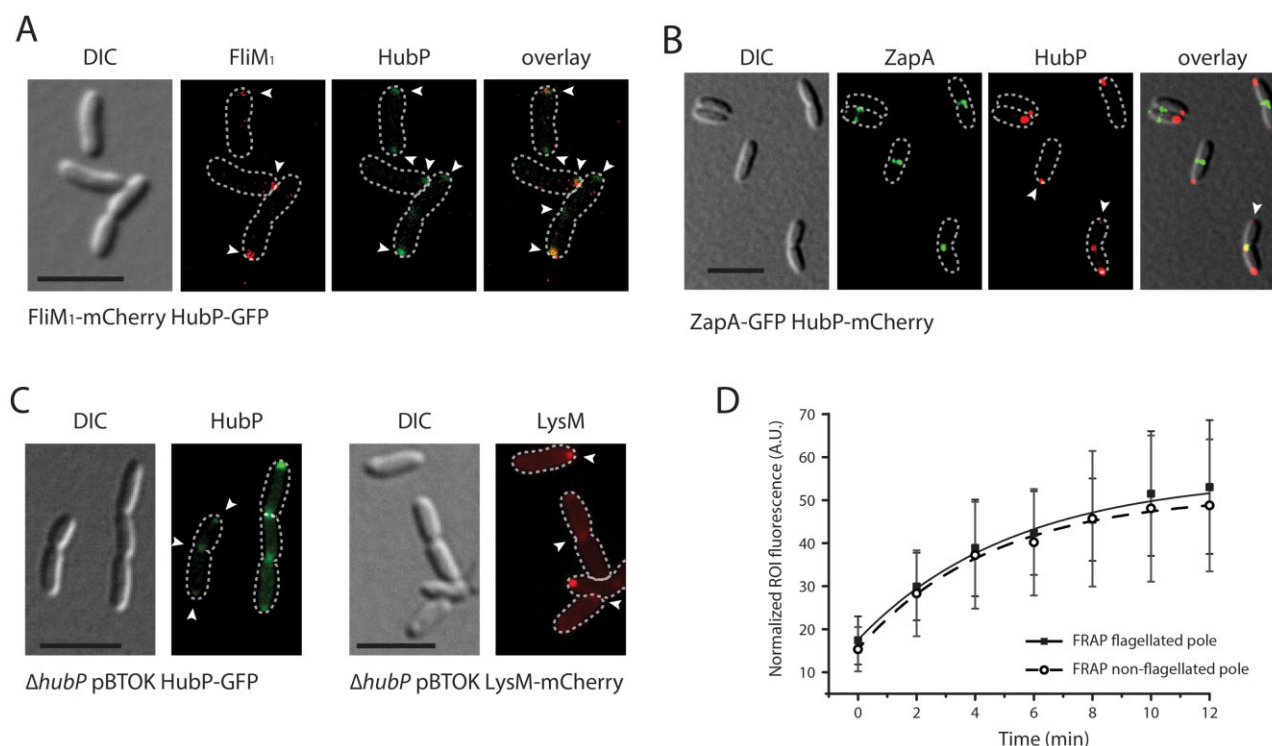 A
DIC FliM₁ HubP overlay
FliM₁-mCherry HubP-GFP
B
DIC ZapA HubP overlay
ZapA-GFP HubP-mCherry
C
DIC HubP DIC LysM
ΔhubP pBTOK HubP-GFP ΔhubP pBTOK LysM-mCherry
D
Normalized ROI fluorescence (A.U.)
70
60
50
40
30
20
10
FRAP flagellated pole
FRAP non-flagellated pole
0 2 4 6 8 10 12
Time (min)